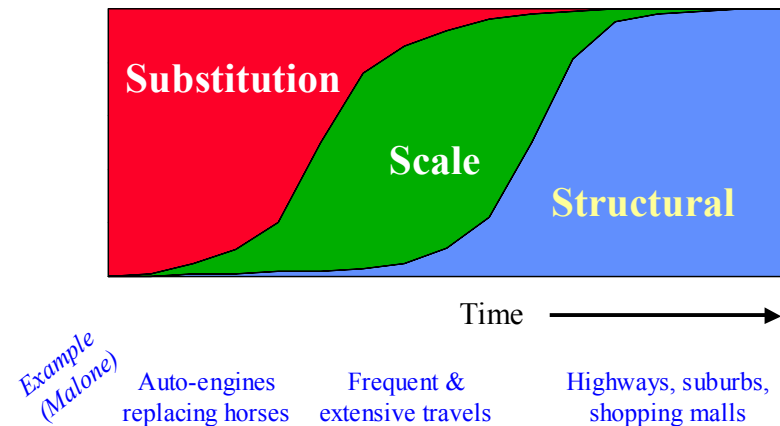 Substitution
Scale
Structural
Time
Example
(Malone)
Auto-engines
replacing horses
Frequent &
extensive travels
Highways, suburbs,
shopping malls